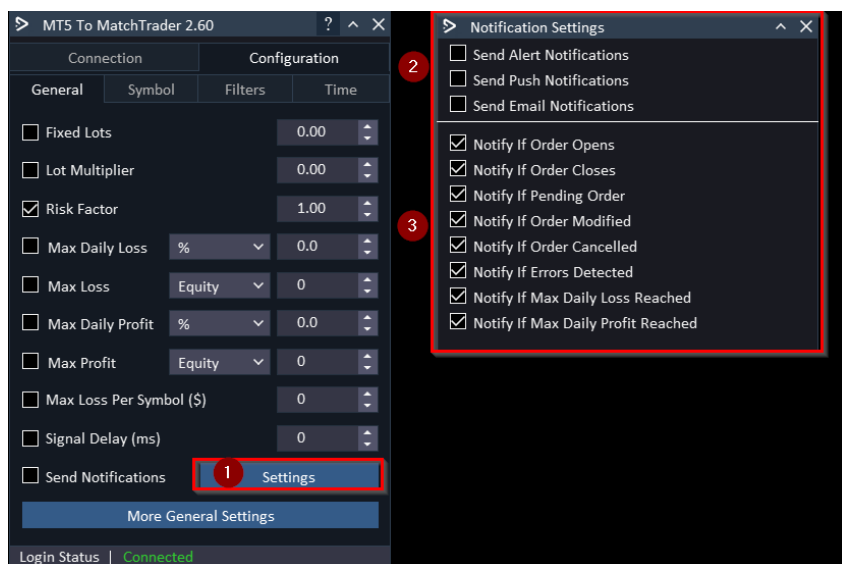 MT5 To MatchTrader 2.60 ?
Connection Configuration
General Symbol Filters Time
Fixed Lots 0.00
Lot Multiplier 0.00
Risk Factor 1.00
Max Daily Loss % 0.0
Max Loss Equity 0
Max Daily Profit % 0.0
Max Profit Equity 0
Max Loss Per Symbol ($) 0
Signal Delay (ms) 0
Send Notifications 1 Settings
More General Settings
Login Status | Connected
Notification Settings
2
Send Alert Notifications
Send Push Notifications
Send Email Notifications
3
Notify If Order Opens
Notify If Order Closes
Notify If Pending Order
Notify If Order Modified
Notify If Order Cancelled
Notify If Errors Detected
Notify If Max Daily Loss Reached
Notify If Max Daily Profit Reached